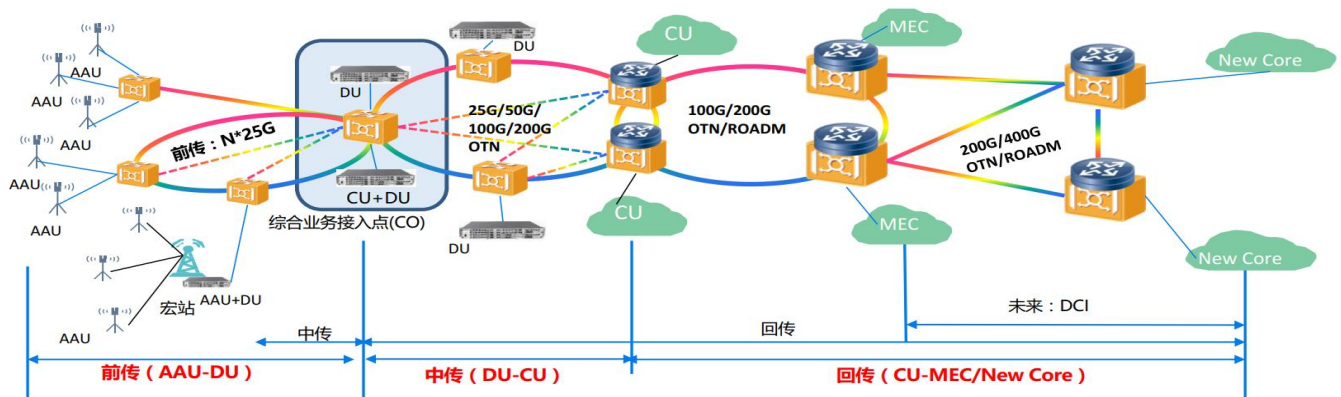 AAU
AAU
AAU
AAU
AAU
AAU
前传：N*25G
宏站
AAU+DU
AAU
DU
CU+DU
综合业务接入点(CO)
DU
25G/50G/
100G/200G
OTN
DU
CU
CU
100G/200G
OTN/ROADM
MEC
MEC
200G/400G
OTN/ROADM
New Core
New Core
未来：DCI
中传
回传
前传（AAU-DU）
中传（DU-CU）
回传（CU-MEC/New Core）